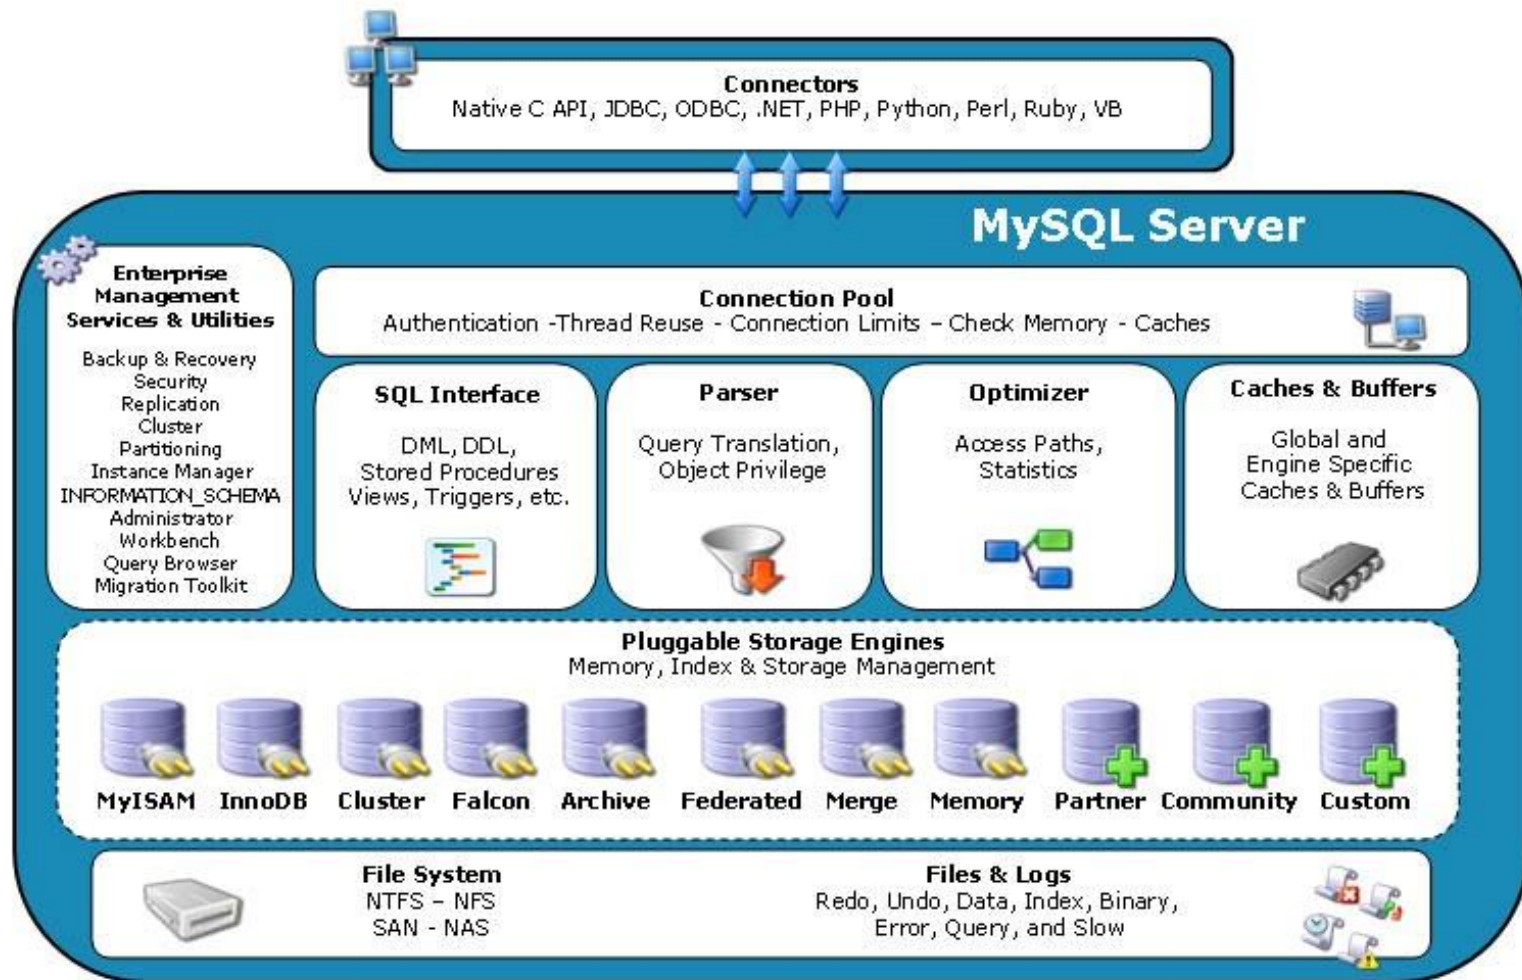 Connectors
Native C API, JDBC, ODBC, .NET, PHP, Python, Perl, Ruby, VB
MySQL Server
Enterprise
Management
Services & Utilities
Backup & Recovery
Security
Replication
Cluster
Partitioning
Instance Manager
INFORMATION_SCHEMA
Administrator
Workbench
Query Browser
Migration Toolkit
Connection Pool
Authentication -Thread Reuse - Connection Limits – Check Memory - Caches
SQL Interface
DML, DDL,
Stored Procedures
Views, Triggers, etc.
Parser
Query Translation,
Object Privilege
Optimizer
Access Paths,
Statistics
Caches & Buffers
Global and
Engine Specific
Caches & Buffers
Pluggable Storage Engines
Memory, Index & Storage Management
MyISAM InnoDB Cluster Falcon Archive Federated Merge Memory Partner Community Custom
File System
NTFS – NFS
SAN - NAS
Files & Logs
Redo, Undo, Data, Index, Binary,
Error, Query, and Slow